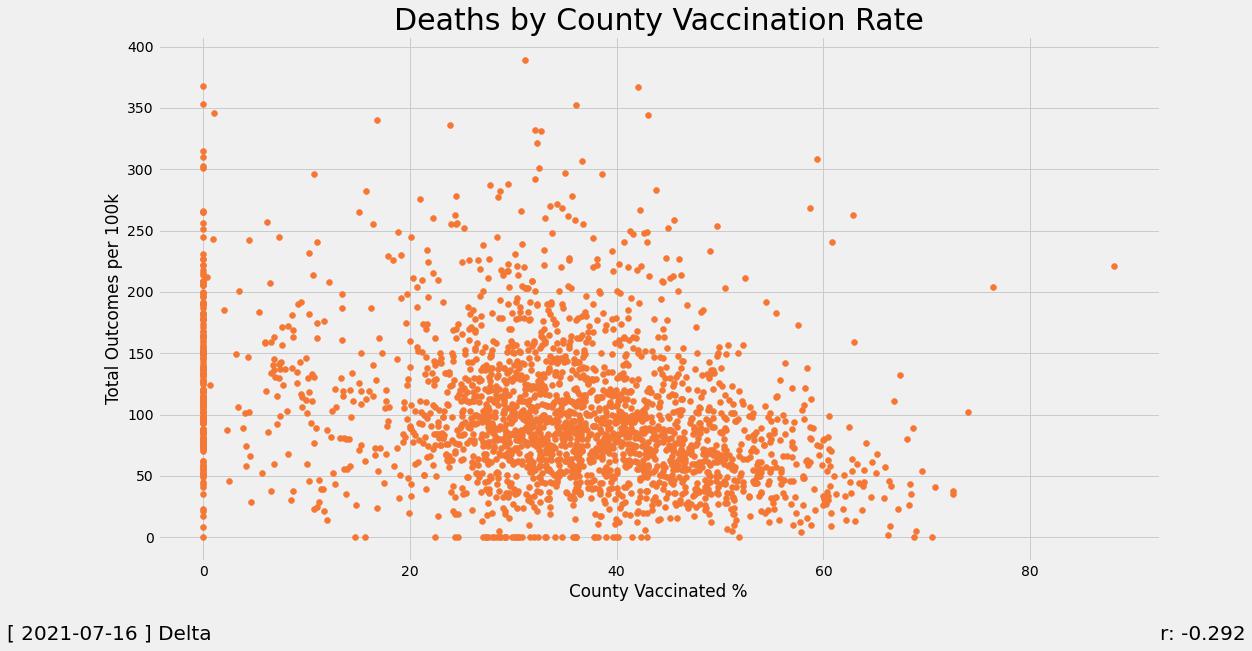 Deaths by County Vaccination Rate
400
350
300
250
200
150
100
50
0
Total Outcomes per 100k
0 20 40 60 80
County Vaccinated %
[ 2021-07-16 ] Delta
r: -0.292